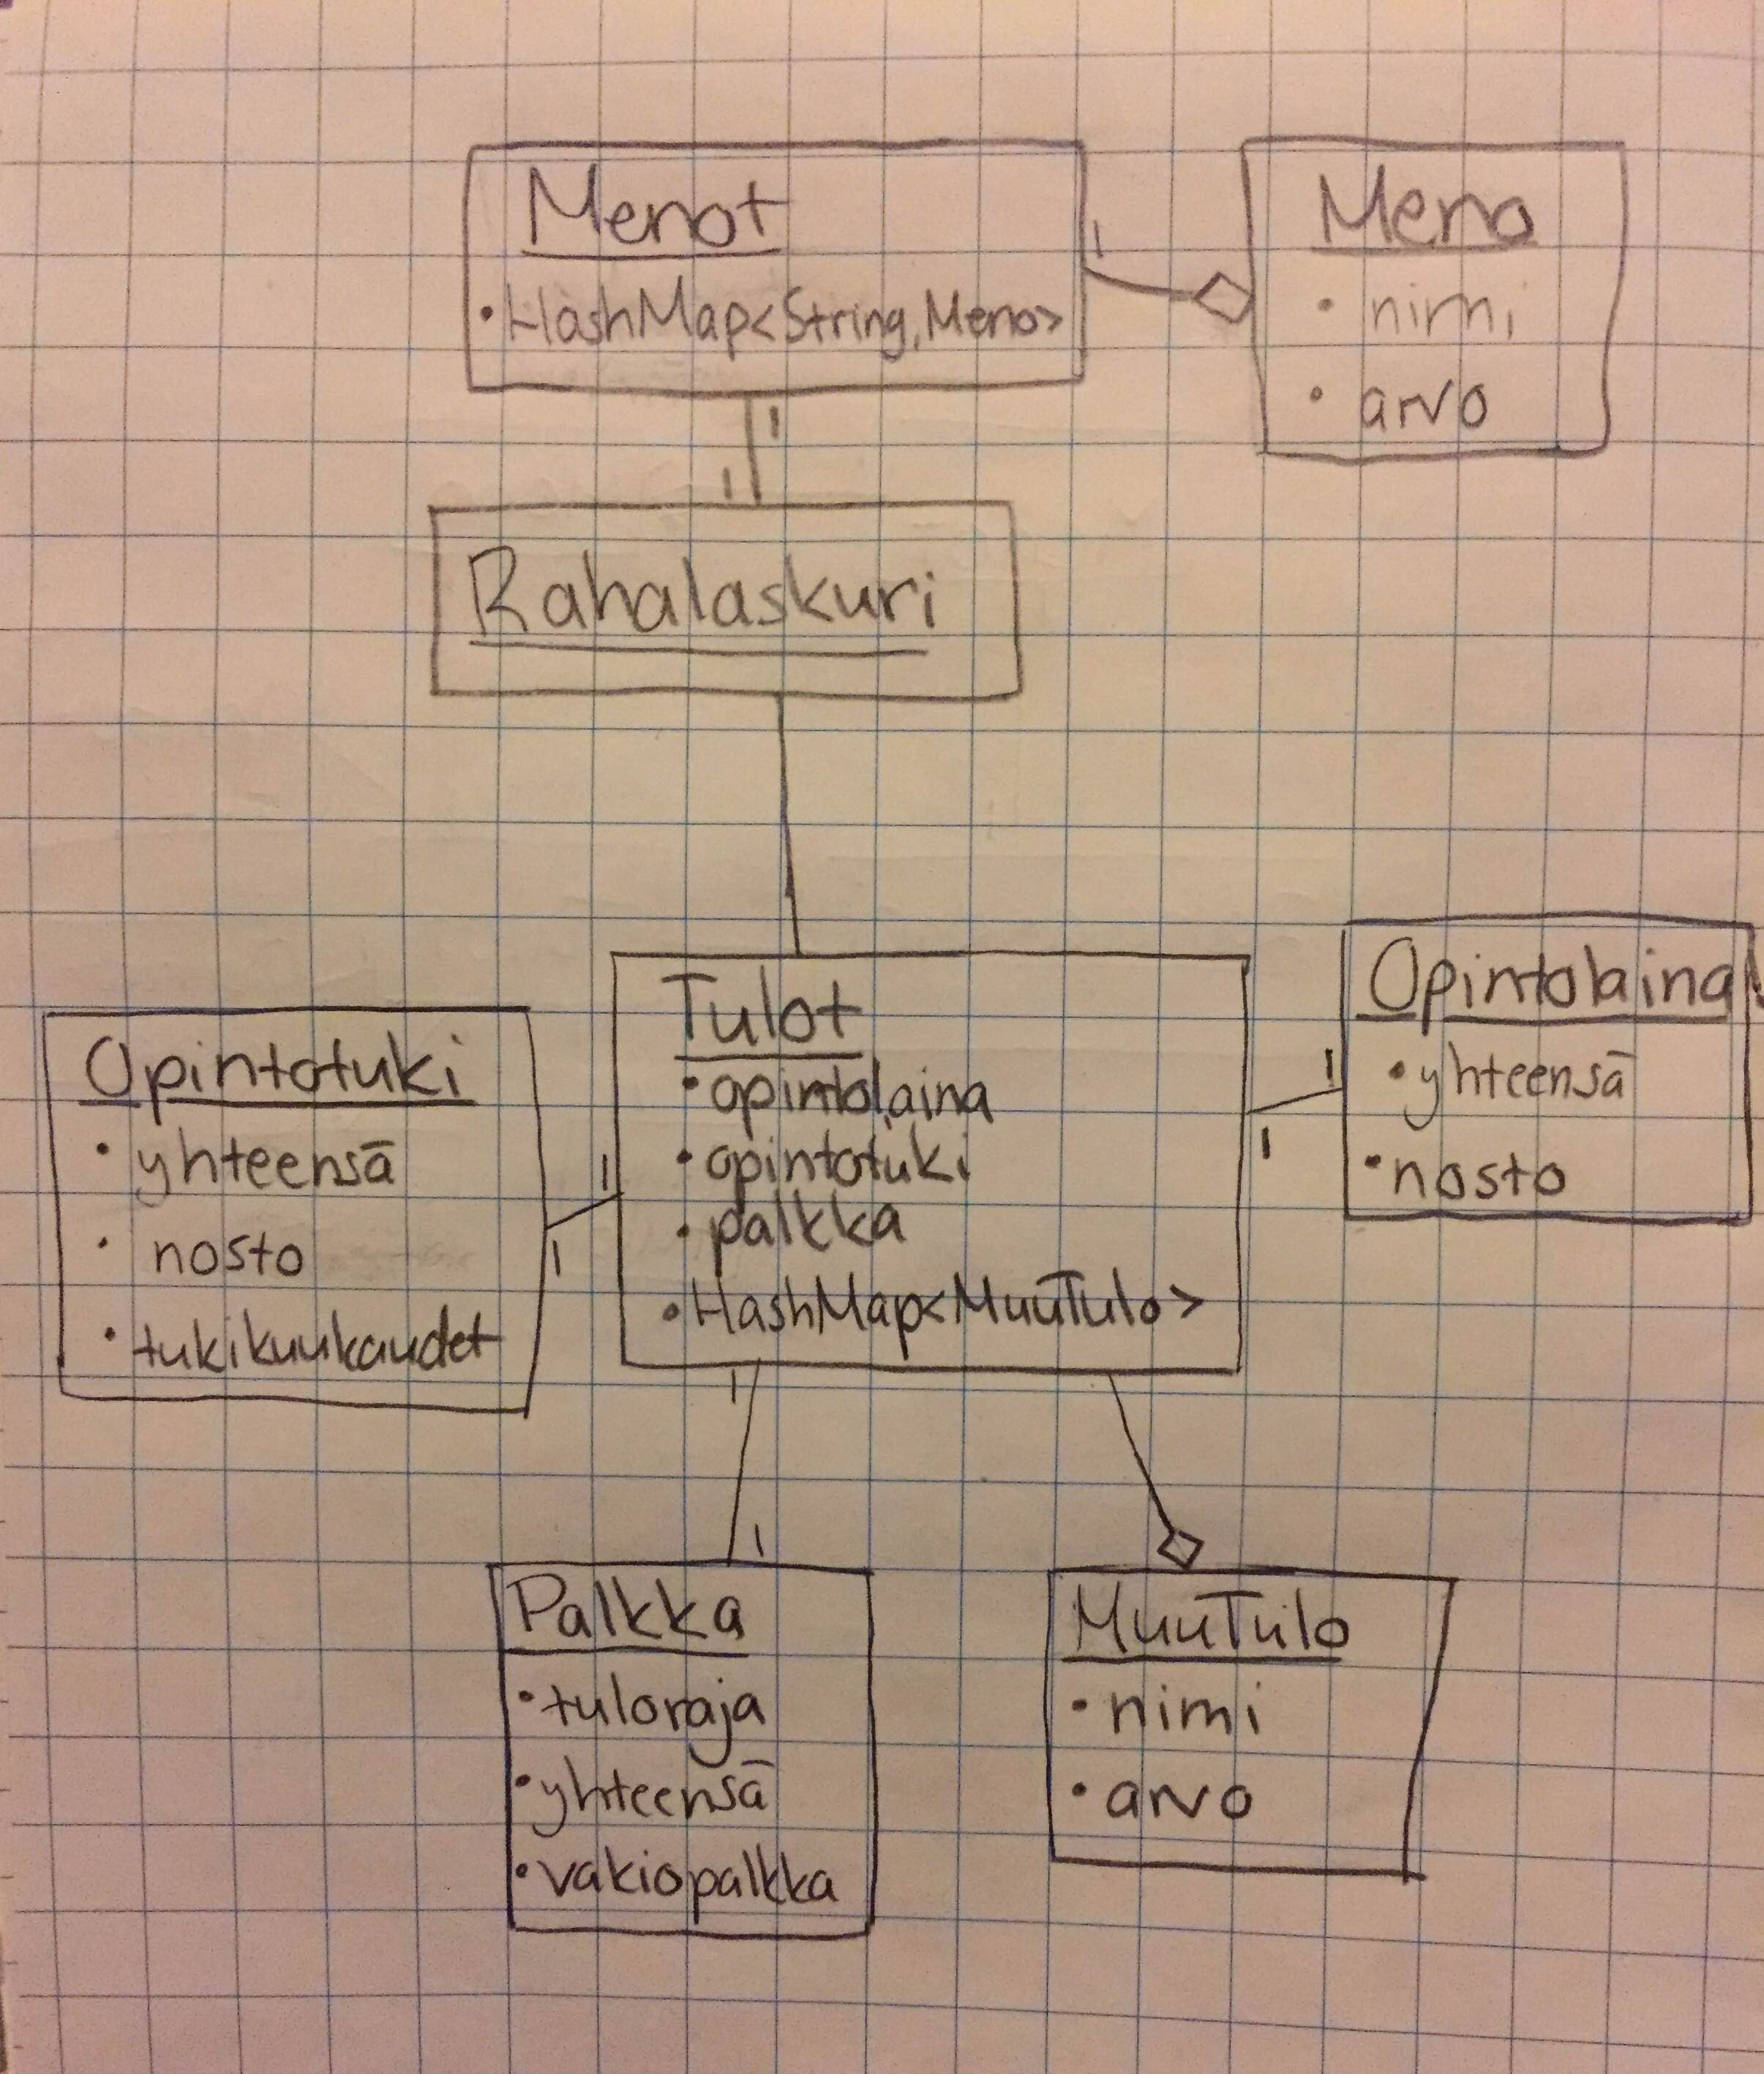 Menot
• HashMap<String, Meno>
1
Meno
• nimi
• arvo
1
1
Rahalaskuri
Tulot
• opintolaina
• opintotuki
• palkka
• HashMap<MuuTulo>
Opintolaina
• yhteensä
• nosto
1
1
Opintotuki
• yhteensä
• nosto
• tukikuukaudet
1
1
1
1
Palkka
• tuloraja
• yhteensä
• vakiopalkka
MuuTulo
• nimi
• arvo